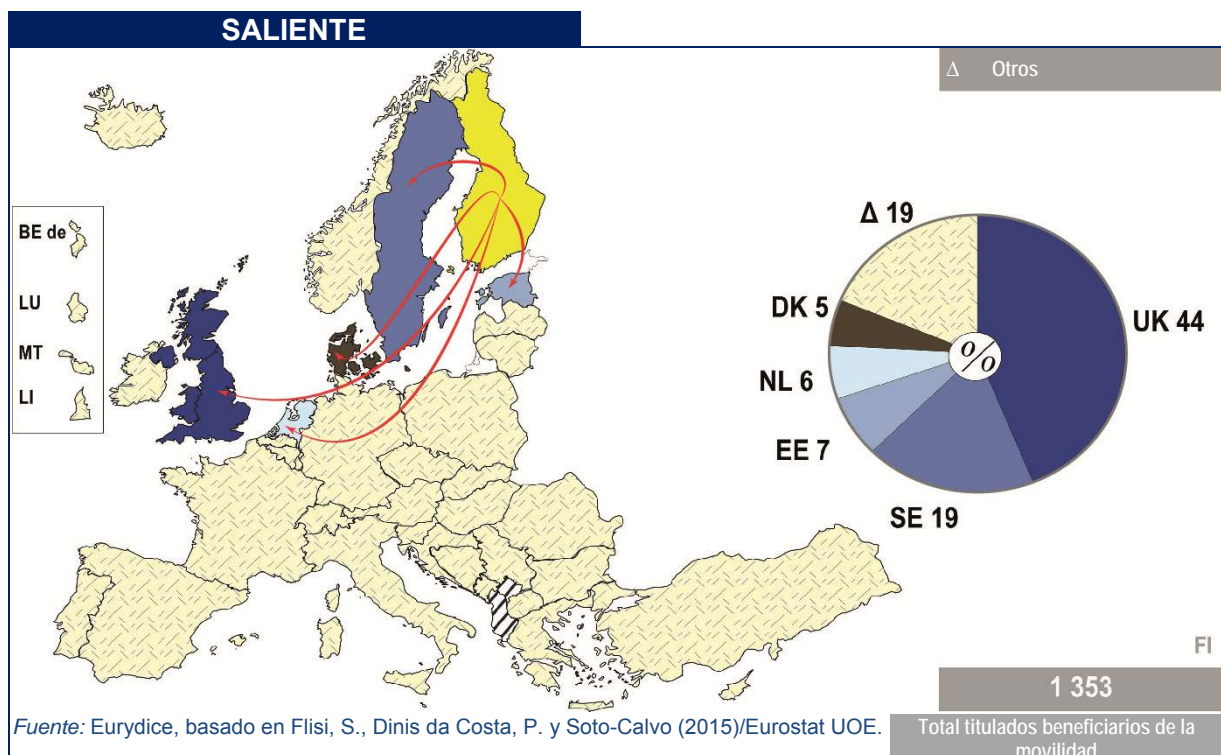 SALIENTE
Δ Otros
BE de
LU
MT
LI
Δ 19
DK 5
UK 44
%
NL 6
EE 7
SE 19
FI
1 353
Fuente: Eurydice, basado en Flisi, S., Dinis da Costa, P. y Soto-Calvo (2015)/Eurostat UOE.
Total titulados beneficiarios de la
movilidad